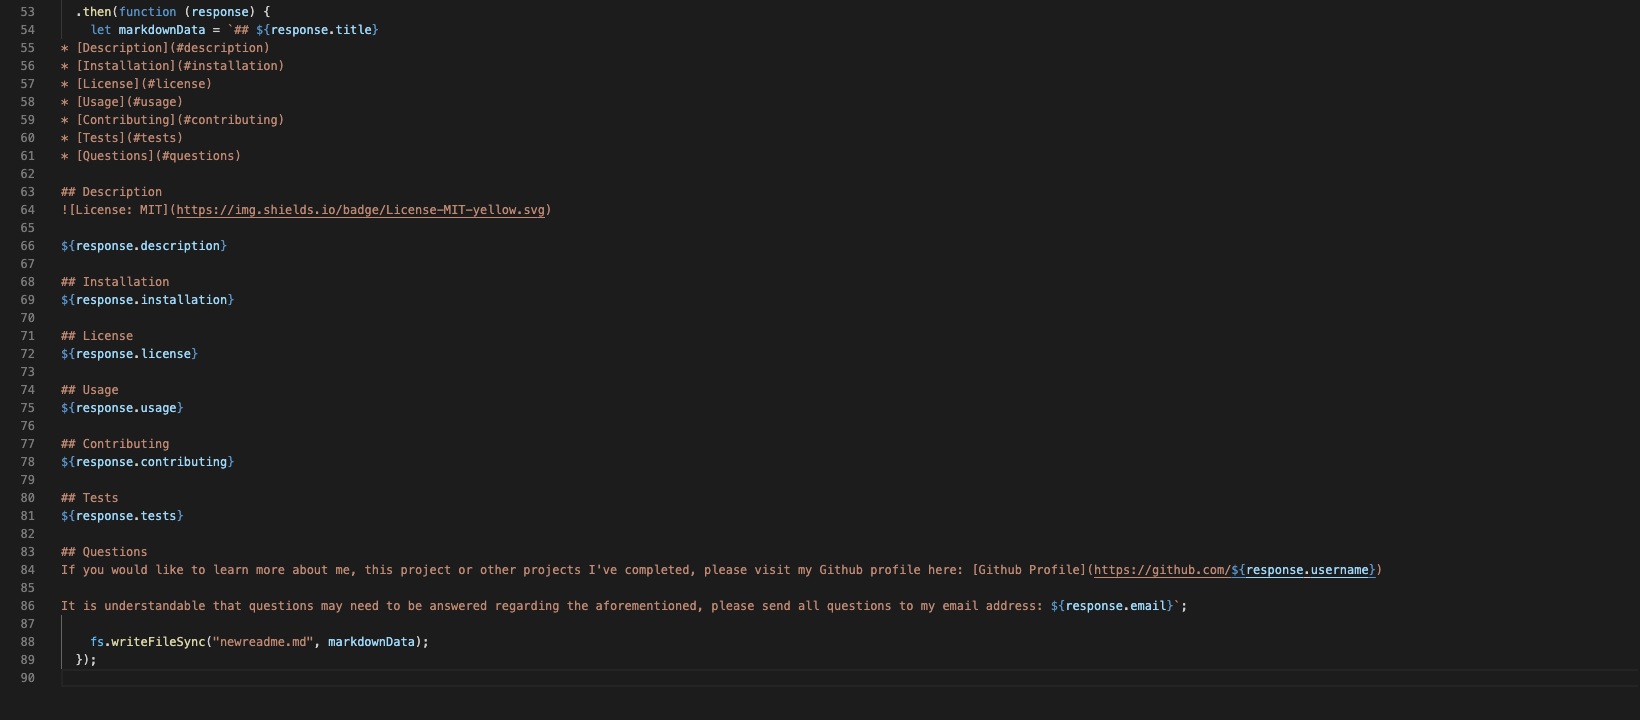 53 .then(function (response) {
54 let markdownData = `## ${response.title}
55 * [Description](#description)
56 * [Installation](#installation)
57 * [License](#license)
58 * [Usage](#usage)
59 * [Contributing](#contributing)
60 * [Tests](#tests)
61 * [Questions](#questions)
62
63 ## Description
64 ![License: MIT](https://img.shields.io/badge/License-MIT-yellow.svg)
65
66 ${response.description}
67
68 ## Installation
69 ${response.installation}
70
71 ## License
72 ${response.license}
73
74 ## Usage
75 ${response.usage}
76
77 ## Contributing
78 ${response.contributing}
79
80 ## Tests
81 ${response.tests}
82
83 ## Questions
84 If you would like to learn more about me, this project or other projects I've completed, please visit my Github profile here: [Github Profile](https://github.com/${response.username})
85
86 It is understandable that questions may need to be answered regarding the aforementioned, please send all questions to my email address: ${response.email}`;
87
88 fs.writeFileSync("newreadme.md", markdownData);
89 });
90